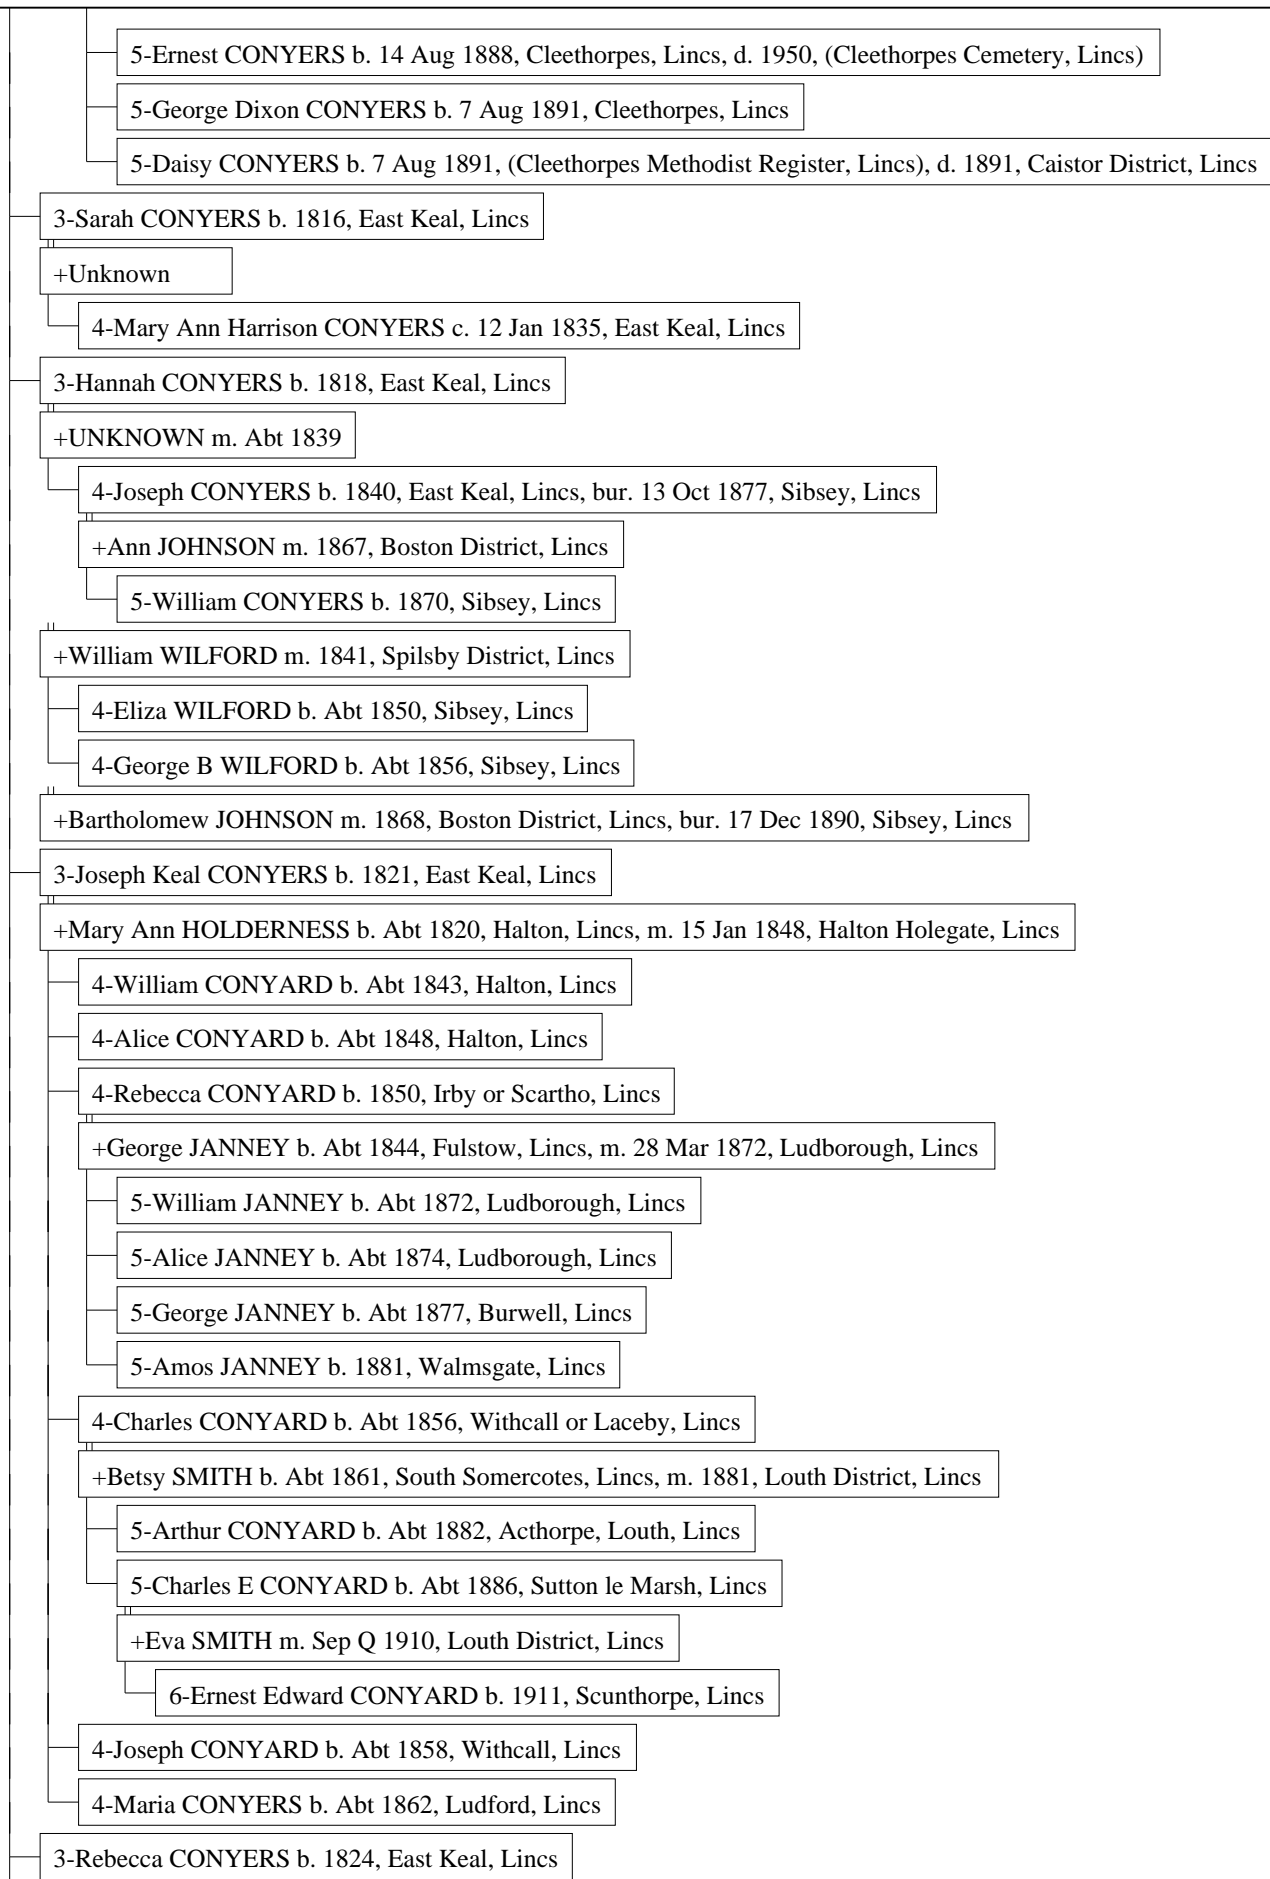 5-Ernest CONYERS b. 14 Aug 1888, Cleethorpes, Lincs, d. 1950, (Cleethorpes Cemetery, Lincs)
5-George Dixon CONYERS b. 7 Aug 1891, Cleethorpes, Lincs
5-Daisy CONYERS b. 7 Aug 1891, (Cleethorpes Methodist Register, Lincs), d. 1891, Caistor District, Lincs
3-Sarah CONYERS b. 1816, East Keal, Lincs
+Unknown
4-Mary Ann Harrison CONYERS c. 12 Jan 1835, East Keal, Lincs
3-Hannah CONYERS b. 1818, East Keal, Lincs
+UNKNOWN m. Abt 1839
4-Joseph CONYERS b. 1840, East Keal, Lincs, bur. 13 Oct 1877, Sibsey, Lincs
+Ann JOHNSON m. 1867, Boston District, Lincs
5-William CONYERS b. 1870, Sibsey, Lincs
+William WILFORD m. 1841, Spilsby District, Lincs
4-Eliza WILFORD b. Abt 1850, Sibsey, Lincs
4-George B WILFORD b. Abt 1856, Sibsey, Lincs
+Bartholomew JOHNSON m. 1868, Boston District, Lincs, bur. 17 Dec 1890, Sibsey, Lincs
3-Joseph Keal CONYERS b. 1821, East Keal, Lincs
+Mary Ann HOLDERNESS b. Abt 1820, Halton, Lincs, m. 15 Jan 1848, Halton Holegate, Lincs
4-William CONYARD b. Abt 1843, Halton, Lincs
4-Alice CONYARD b. Abt 1848, Halton, Lincs
4-Rebecca CONYARD b. 1850, Irby or Scartho, Lincs
+George JANNEY b. Abt 1844, Fulstow, Lincs, m. 28 Mar 1872, Ludborough, Lincs
5-William JANNEY b. Abt 1872, Ludborough, Lincs
5-Alice JANNEY b. Abt 1874, Ludborough, Lincs
5-George JANNEY b. Abt 1877, Burwell, Lincs
5-Amos JANNEY b. 1881, Walmsgate, Lincs
4-Charles CONYARD b. Abt 1856, Withcall or Laceby, Lincs
+Betsy SMITH b. Abt 1861, South Somercotes, Lincs, m. 1881, Louth District, Lincs
5-Arthur CONYARD b. Abt 1882, Acthorpe, Louth, Lincs
5-Charles E CONYARD b. Abt 1886, Sutton le Marsh, Lincs
+Eva SMITH m. Sep Q 1910, Louth District, Lincs
6-Ernest Edward CONYARD b. 1911, Scunthorpe, Lincs
4-Joseph CONYARD b. Abt 1858, Withcall, Lincs
4-Maria CONYERS b. Abt 1862, Ludford, Lincs
3-Rebecca CONYERS b. 1824, East Keal, Lincs